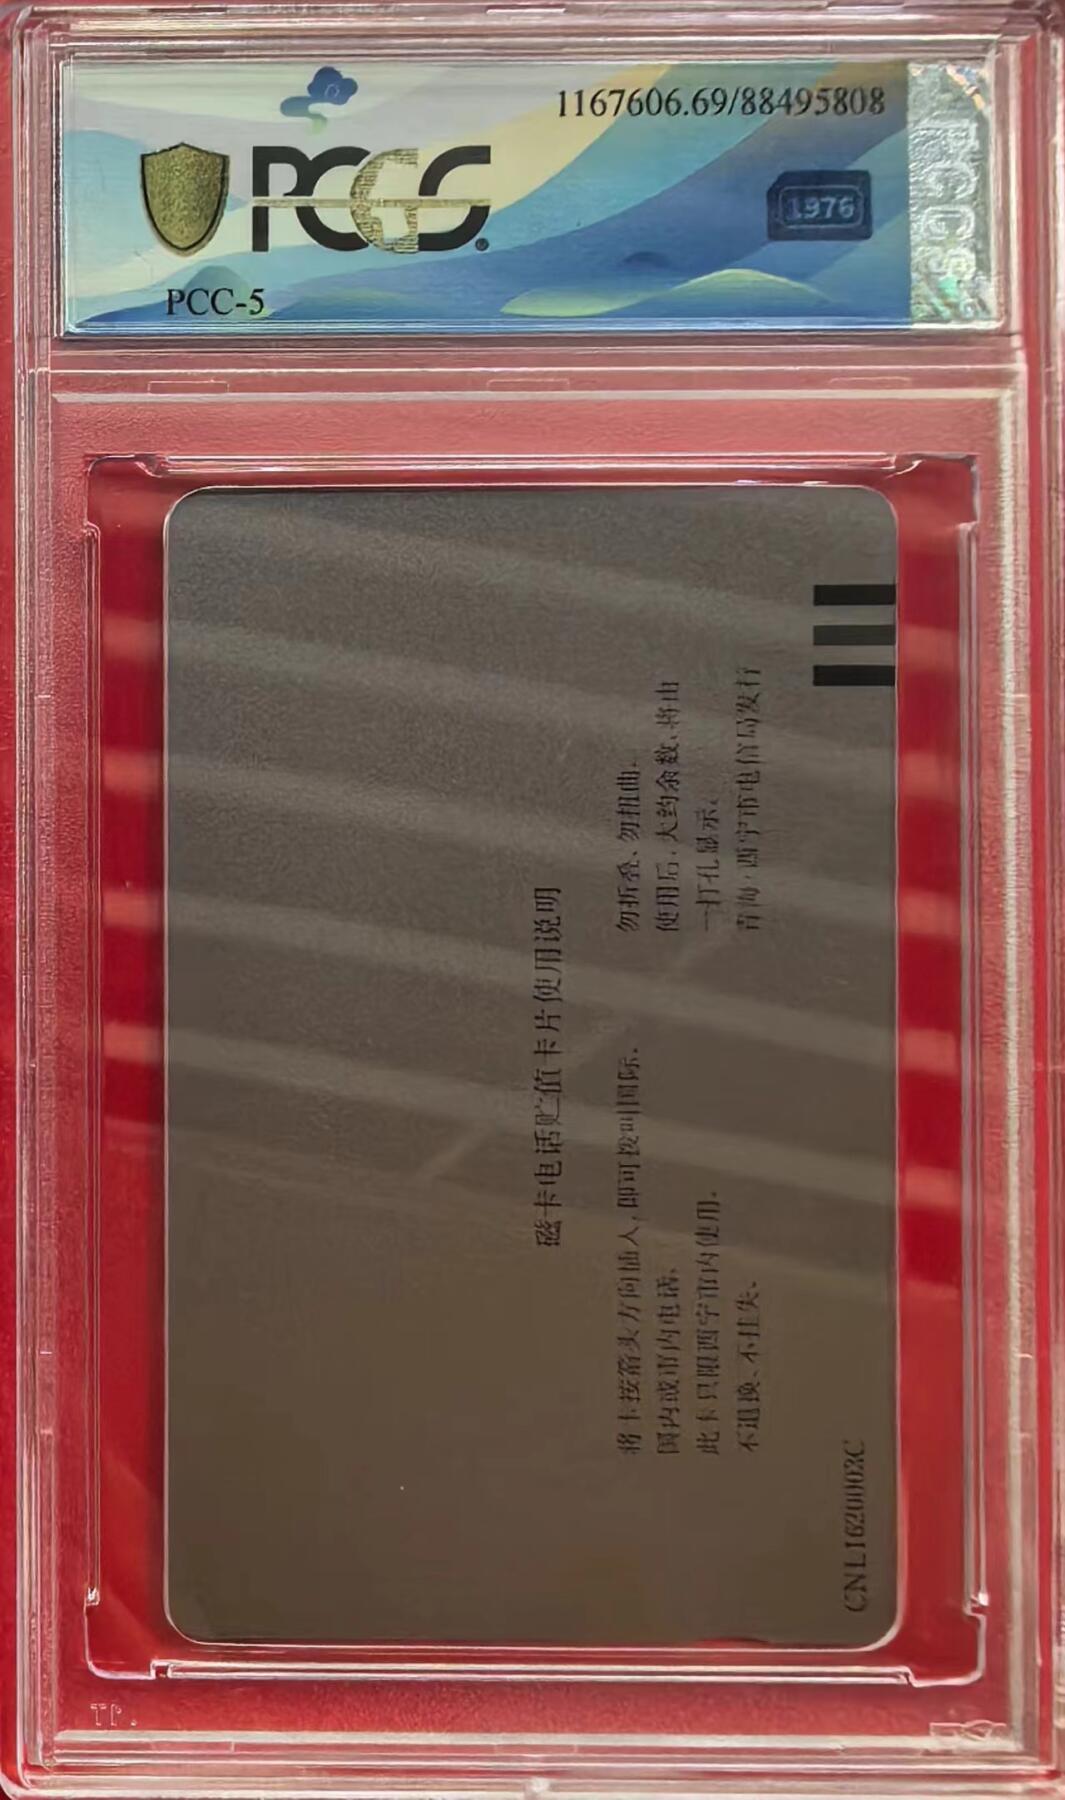 1167606.69/88495808
PCGS
1976
PCC-5
PCGS
磁卡电话贮值卡片使用说明
将卡按箭头方向插入,即可拨叫国际、
国内或市内电话。
此卡只限西宁市内使用。
不退换、不挂失。
勿折叠、勿扭曲。
使用后,大约余数,将由
一打孔显示。
青海·西宁市电信局发行
CNL1620003C